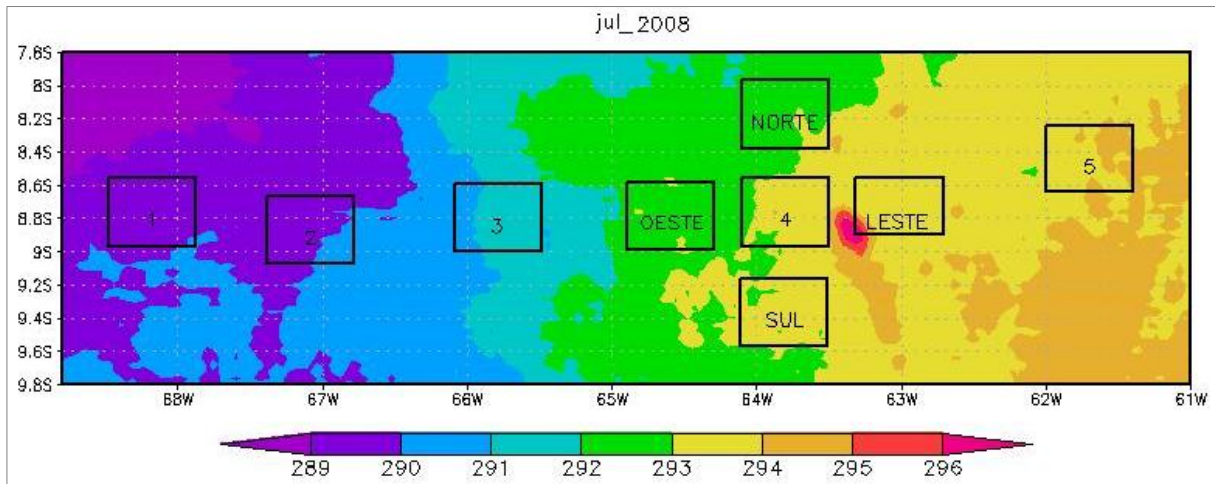 jul_2008
7.6S
8S
NORTE
8.2S
8.4S
5
8.6S
1
2
3
OESTE
4
LESTE
8.8S
9S
9.2S
SUL
9.4S
9.6S
9.8S
68W 67W 66W 65W 64W 63W 62W 61W
289 290 291 292 293 294 295 296